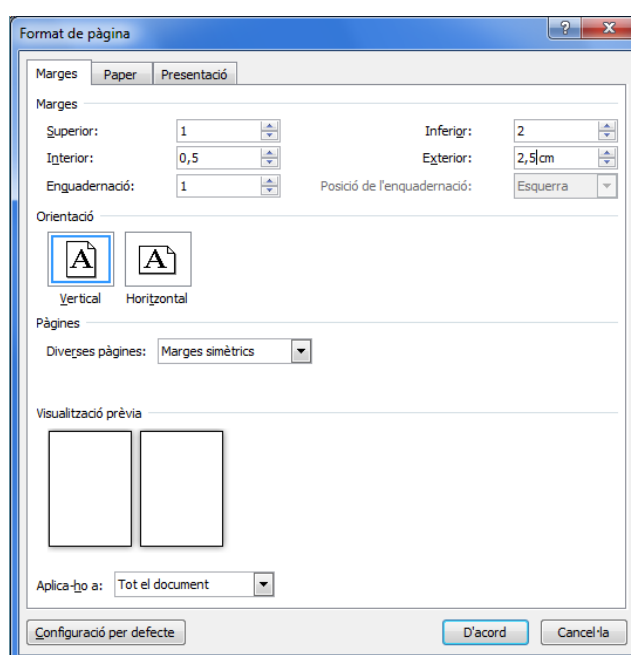 Format de pàgina
Marges Paper Presentació
Marges
Superior: 1 Inferior: 2
Interior: 0,5 Exterior: 2,5 cm
Enquadernació: 1 Posició de l'enquadernació: Esquerra
Orientació
A A
Vertical Horitzontal
Pàgines
Diverses pàgines: Marges simètrics
Visualització prèvia
Aplica-ho a: Tot el document
Configuració per defecte D'acord Cancel·la